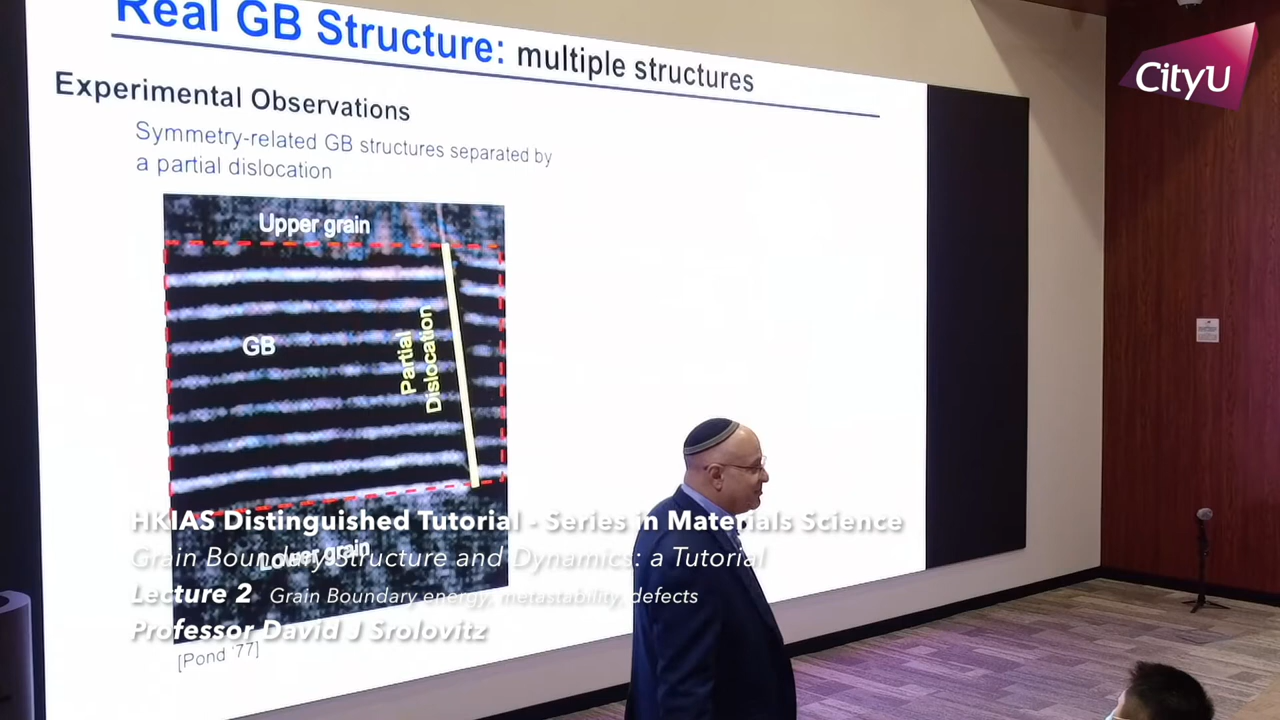 Real GB Structure: multiple structures
CityU
Experimental Observations
Symmetry-related GB structures separated by
a partial dislocation
Upper grain
GB
Partial
Dislocation
Lower grain
HKIAS Distinguished Tutorial - Series in Materials Science
Grain Boundary Structure and Dynamics: a Tutorial
Lecture 2 Grain Boundary energy, metastability, defects
Professor David J Srolovitz
[Pond '77]